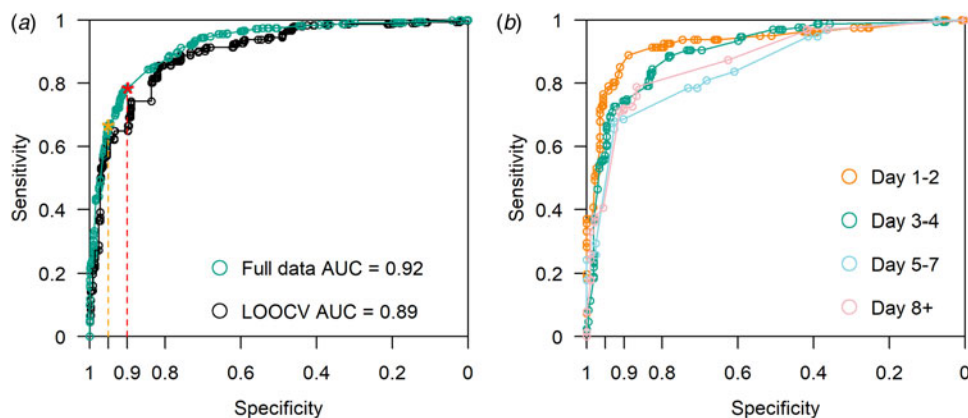 (a)
1
0.8
0.6
0.4
0.2
0
Sensitivity
Full data AUC = 0.92
LOOCV AUC = 0.89
1 0.9 0.8 0.6 0.4 0.2 0
Specificity
(b)
1
0.8
0.6
0.4
0.2
0
Sensitivity
Day 1-2
Day 3-4
Day 5-7
Day 8+
1 0.9 0.8 0.6 0.4 0.2 0
Specificity